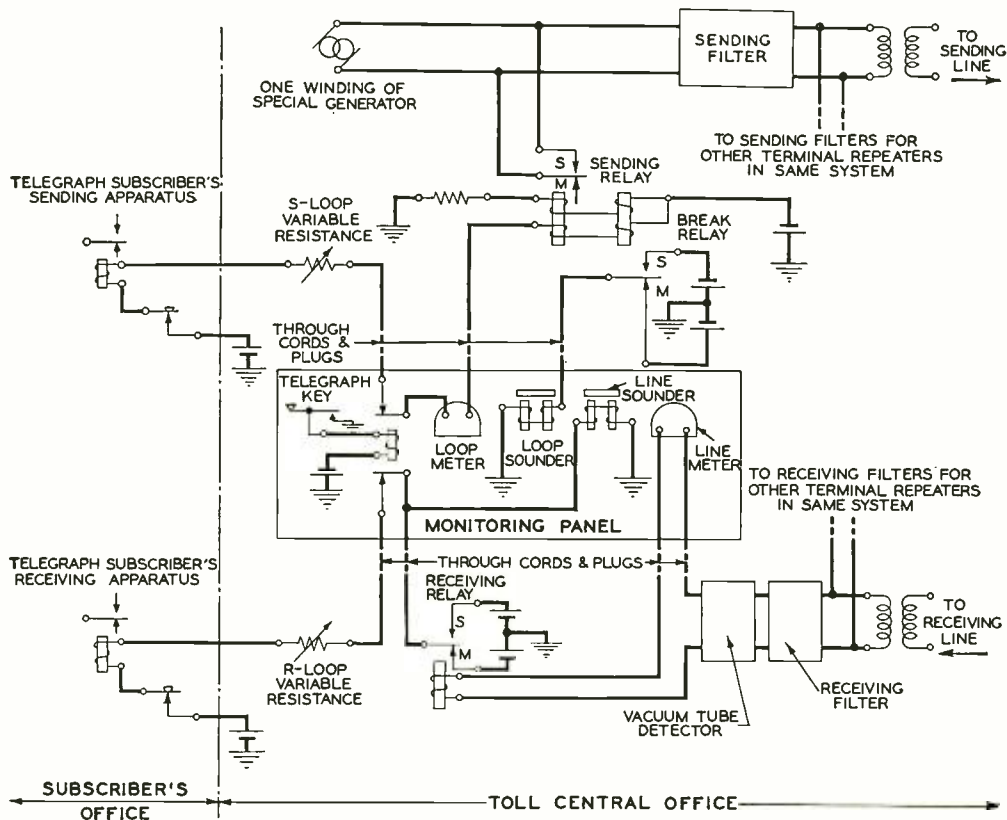 ONE WINDING OF
SPECIAL GENERATOR
SENDING
FILTER
TO
SENDING
LINE
TO SENDING FILTERS FOR
OTHER TERMINAL REPEATERS
IN SAME SYSTEM
S
M
SENDING
RELAY
TELEGRAPH SUBSCRIBER'S
SENDING APPARATUS
S-LOOP
VARIABLE
RESISTANCE
BREAK
RELAY
S
M
THROUGH
CORDS &
PLUGS
TELEGRAPH
KEY
LOOP
METER
LOOP
SOUNDER
LINE
SOUNDER
LINE
METER
MONITORING PANEL
TO RECEIVING FILTERS FOR
OTHER TERMINAL REPEATERS
IN SAME SYSTEM
TELEGRAPH SUBSCRIBER'S
RECEIVING APPARATUS
THROUGH CORDS & PLUGS
RECEIVING
RELAY
S
M
R-LOOP
VARIABLE
RESISTANCE
VACUUM TUBE
DETECTOR
RECEIVING
FILTER
TO
RECEIVING
LINE
SUBSCRIBER'S
OFFICE
TOLL CENTRAL OFFICE